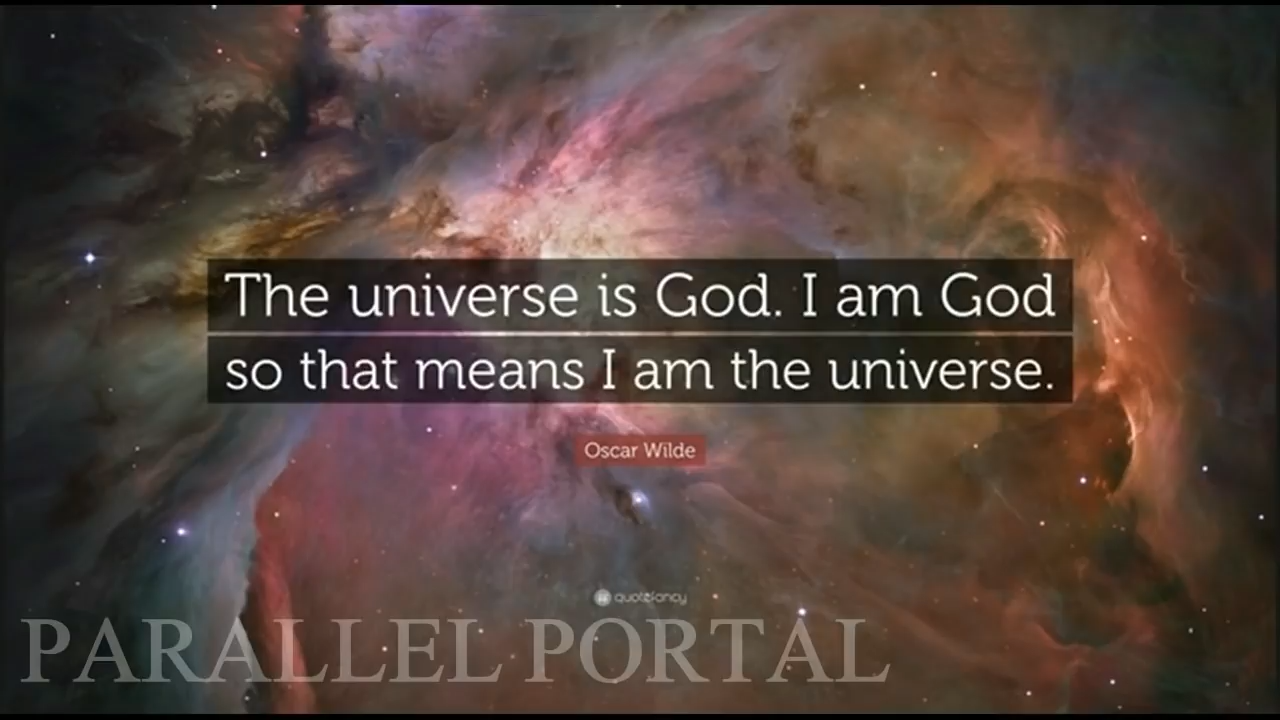 The universe is God. I am God
so that means I am the universe.
Oscar Wilde
quotefancy
PARALLEL PORTAL